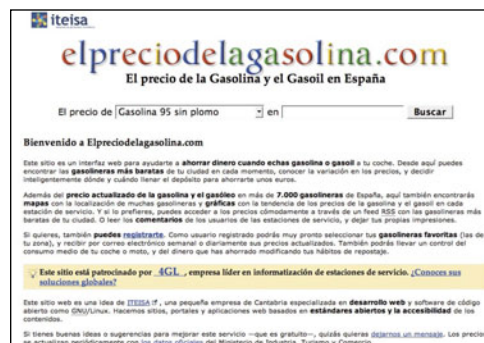 iteisa
elpreciodelagasolina.com
El precio de la Gasolina y el Gasoil en España
El precio de Gasolina 95 sin plomo en Buscar
Bienvenido a Elpreciodelagasolina.com
Este sitio es un interfaz web para ayudarte a ahorrar dinero cuando echas gasolina o gasoil a tu coche. Desde aquí puedes
encontrar las gasolineras más baratas de tu ciudad en cada momento, conocer la variación en los precios, y decidir
inteligentemente dónde y cuándo llenar el depósito para ahorrarte unos euros.
Además del precio actualizado de la gasolina y el gasóleo en más de 7.000 gasolineras de España, aquí también encontrarás
mapas con la localización de muchas gasolineras y gráficas con la tendencia de los precios de la gasolina y el gasoil en cada
estación de servicio. Y si lo prefieres, puedes acceder a los precios cómodamente a través de un feed RSS con las gasolineras más
baratas de tu ciudad. O leer los comentarios de los usuarios de las estaciones de servicio, y dejar tus propias impresiones.
Si quieres, también puedes registrarte. Como usuario registrado podrás muy pronto seleccionar tus gasolineras favoritas (las de
tu zona), y recibir por correo electrónico semanal o diariamente sus precios actualizados. También podrás llevar un control del
consumo medio de tu coche o moto, y del dinero que has ahorrado modificando tus hábitos de repostaje.
Este sitio está patrocinado por 4GL, empresa líder en informatización de estaciones de servicio. ¿Conoces sus
soluciones globales?
Este sitio web es una idea de ITEISA, una pequeña empresa de Cantabria especializada en desarrollo web y software de código
abierto como GNU/Linux. Hacemos sitios, portales y aplicaciones web basados en estándares abiertos y la accesibilidad de los
contenidos.
Si tienes buenas ideas o sugerencias para mejorar este servicio —que es gratuito—, quizás quieras dejarnos un mensaje. Los precios
se actualizan periódicamente con los datos oficiales del Ministerio de Industria, Turismo y Comercio.